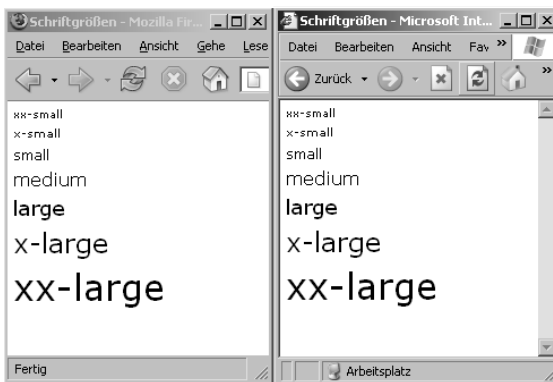 Schriftgrößen - Mozilla Fir...
Datei Bearbeiten Ansicht Gehe Lese
xx-small
x-small
small
medium
large
x-large
xx-large
Fertig
Schriftgrößen - Microsoft Int...
Datei Bearbeiten Ansicht Fav »
Zurück »
xx-small
x-small
small
medium
large
x-large
xx-large
Arbeitsplatz